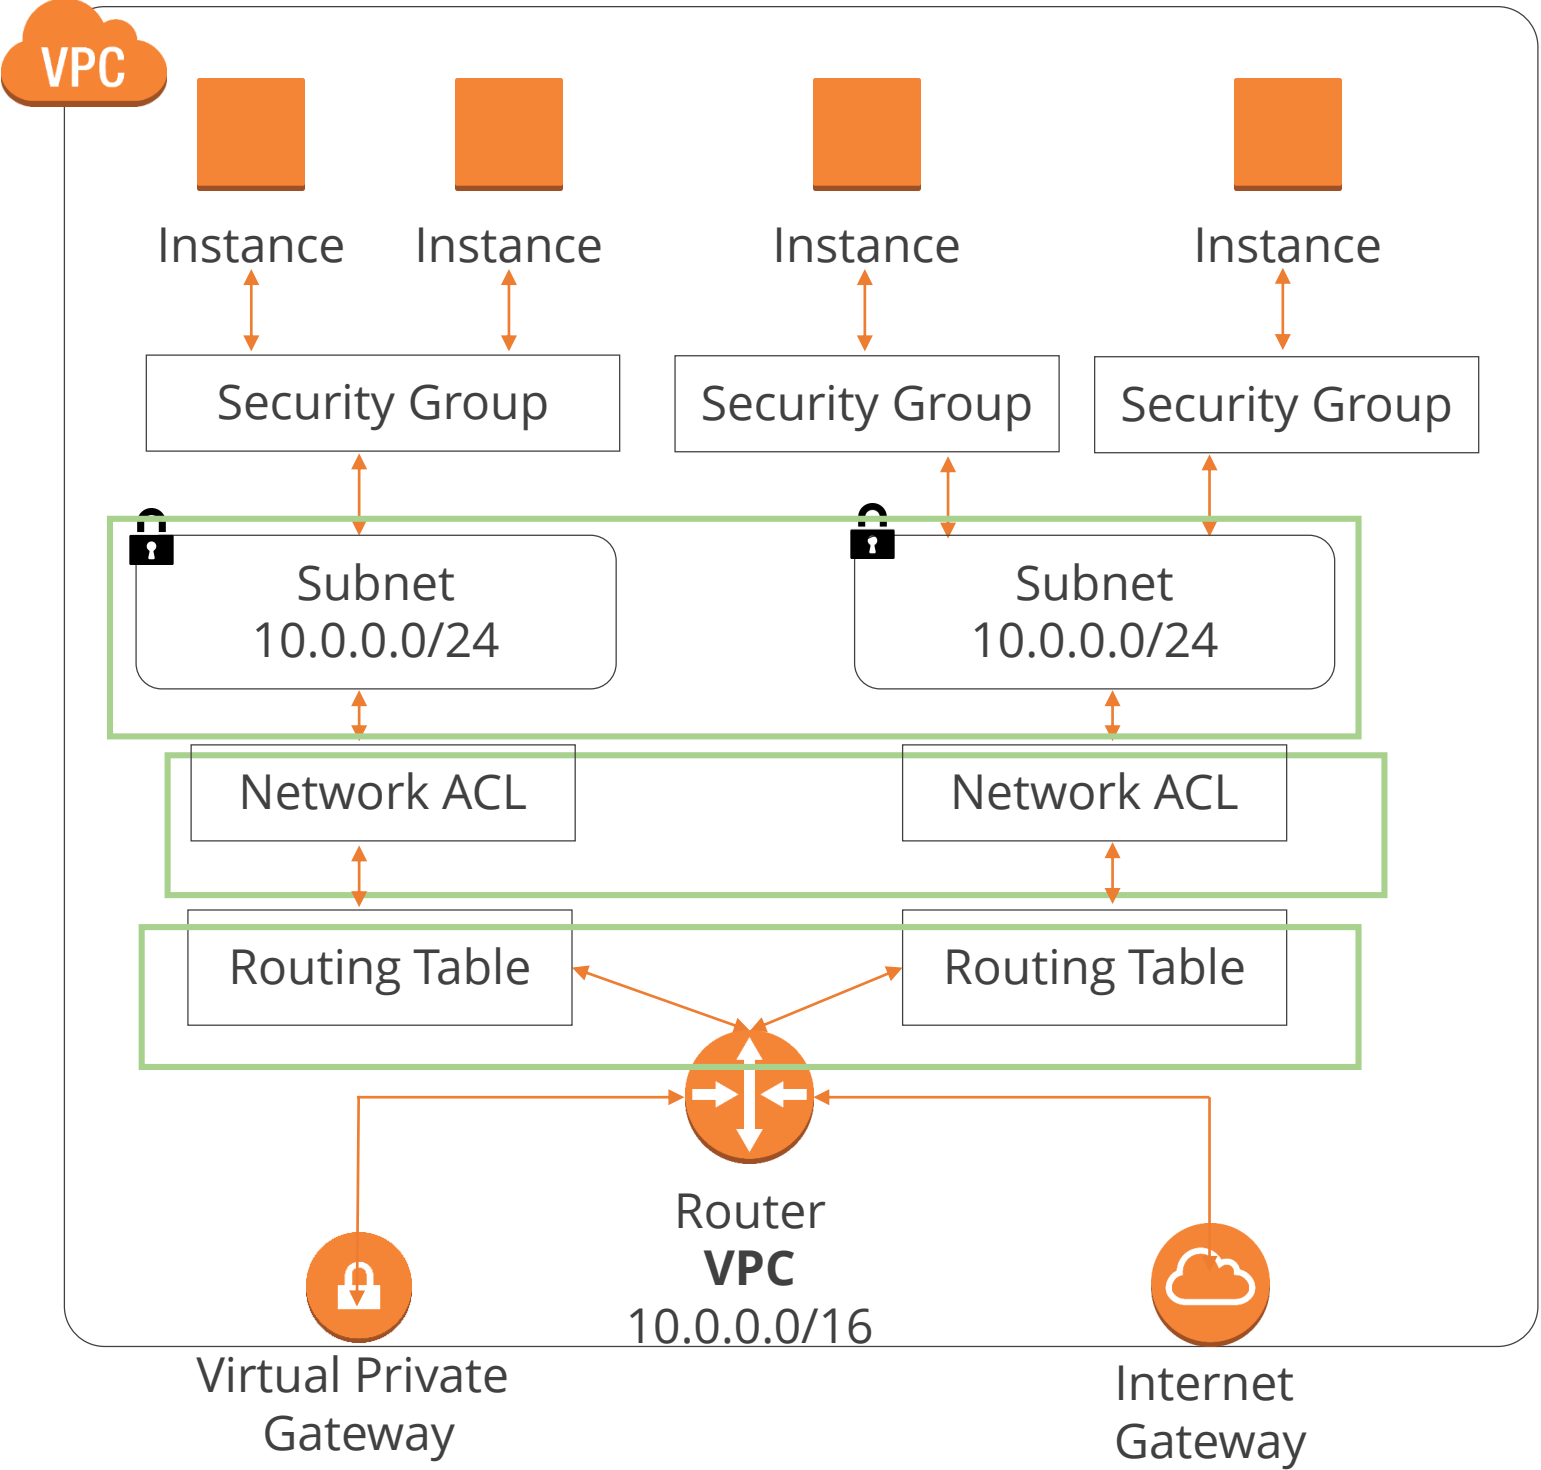 VPC
Instance
Instance
Instance
Instance
Security Group
Security Group
Security Group
Subnet
10.0.0.0/24
Subnet
10.0.0.0/24
Network ACL
Network ACL
Routing Table
Routing Table
Router
VPC
10.0.0.0/16
Virtual Private
Gateway
Internet
Gateway